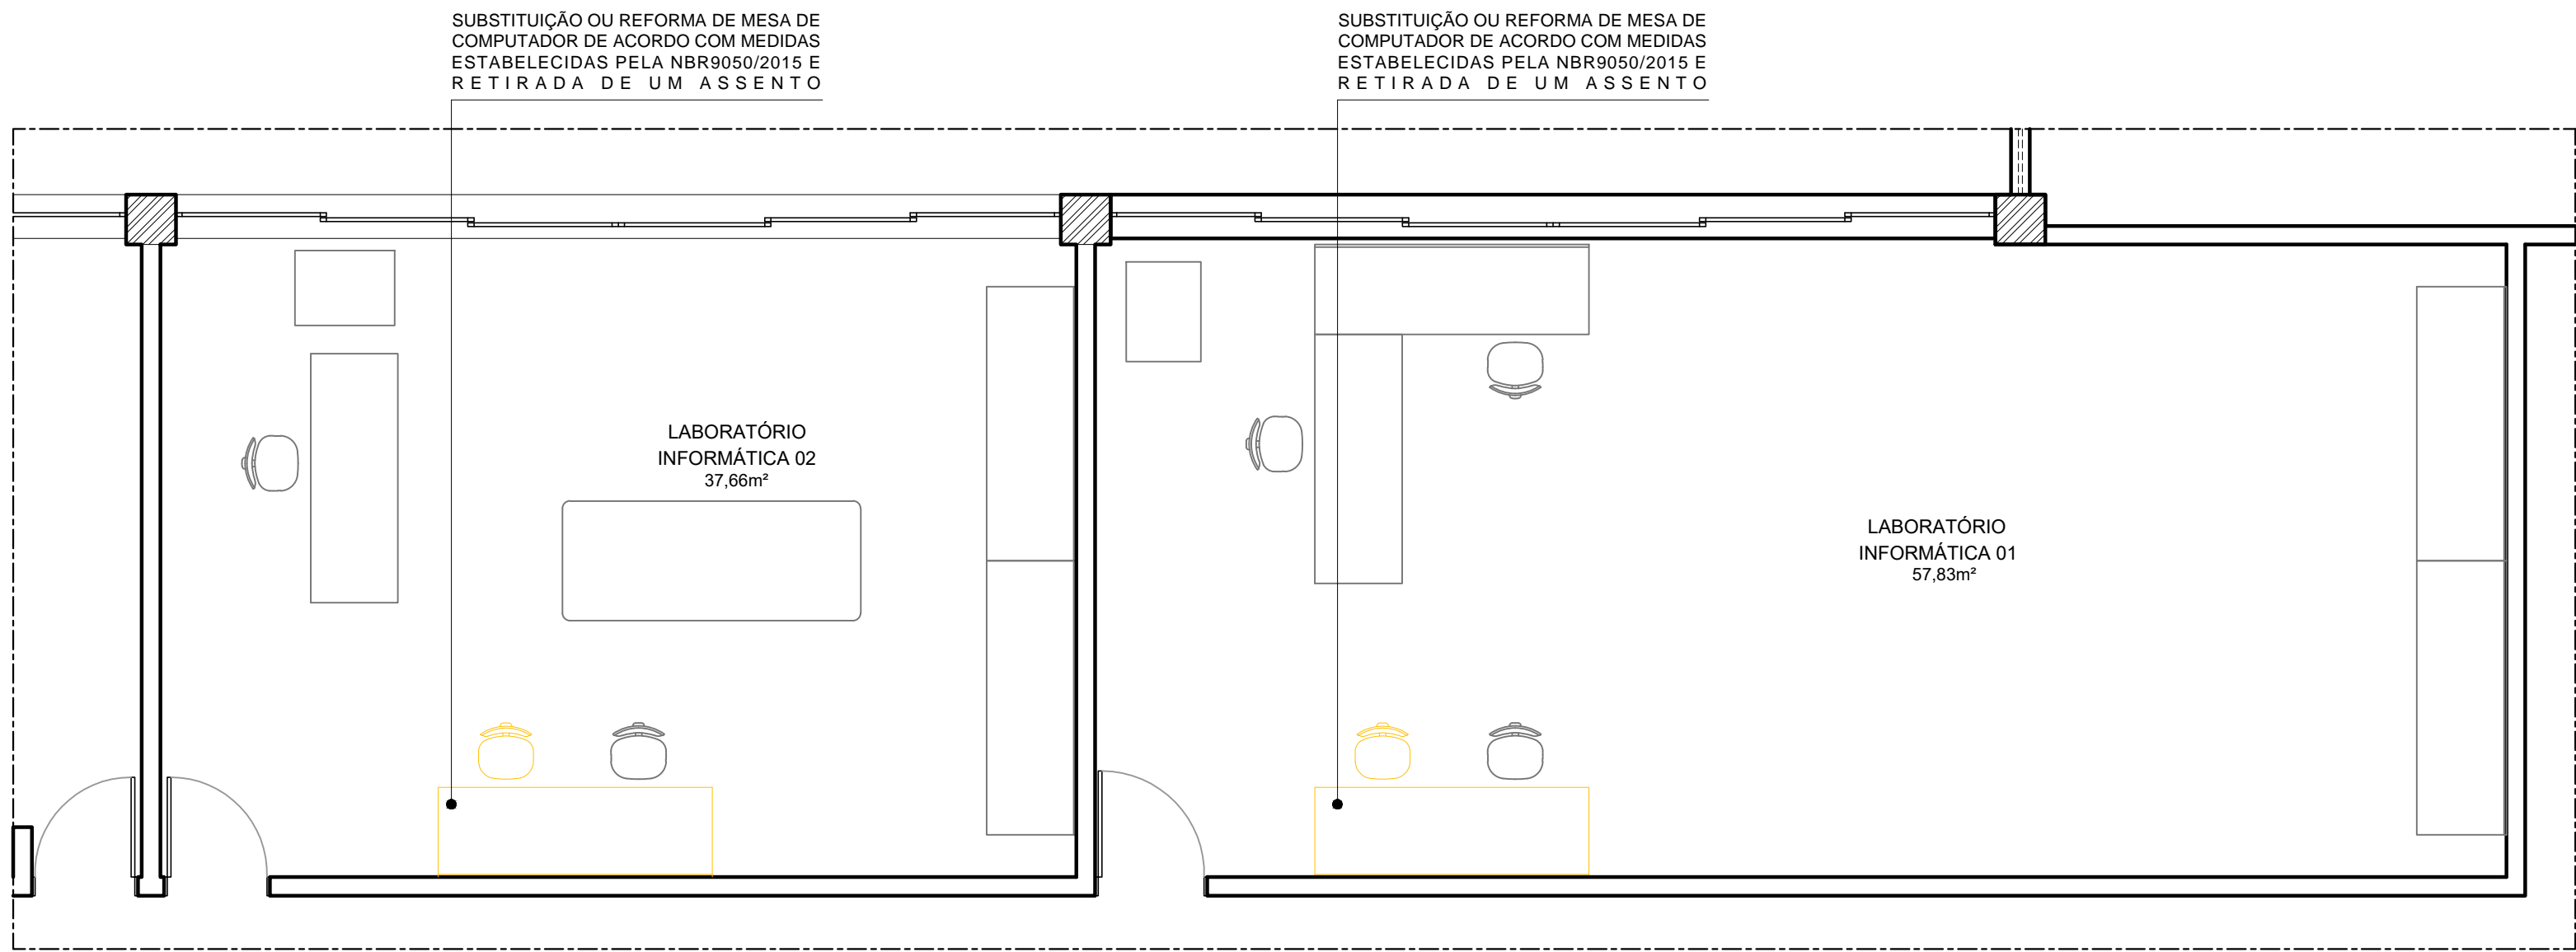 SUBSTITUIÇÃO OU REFORMA DE MESA DE
COMPUTADOR DE ACORDO COM MEDIDAS
ESTABELECIDAS PELA NBR9050/2015 E
RETIRADA DE UM ASSENTO
SUBSTITUIÇÃO OU REFORMA DE MESA DE
COMPUTADOR DE ACORDO COM MEDIDAS
ESTABELECIDAS PELA NBR9050/2015 E
RETIRADA DE UM ASSENTO
LABORATÓRIO
INFORMÁTICA 02
37,66m²
LABORATÓRIO
INFORMÁTICA 01
57,83m²